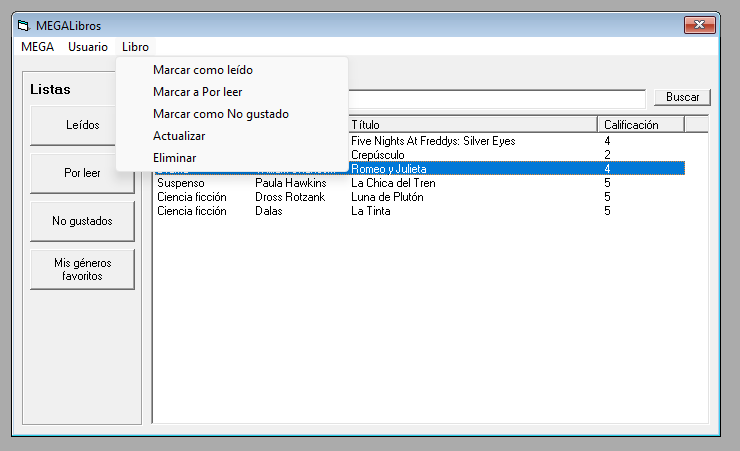 MEGALibros
MEGA Usuario Libro
Marcar como leído
Marcar a Por leer
Marcar como No gustado
Actualizar
Eliminar
Listas
Leídos
Por leer
No gustados
Mis géneros
favoritos
Buscar
Título Calificación
Five Nights At Freddys: Silver Eyes 4
Crepúsculo 2
Romeo y Julieta 4
Suspenso Paula Hawkins La Chica del Tren 5
Ciencia ficción Dross Rotzank Luna de Plutón 5
Ciencia ficción Dalas La Tinta 5